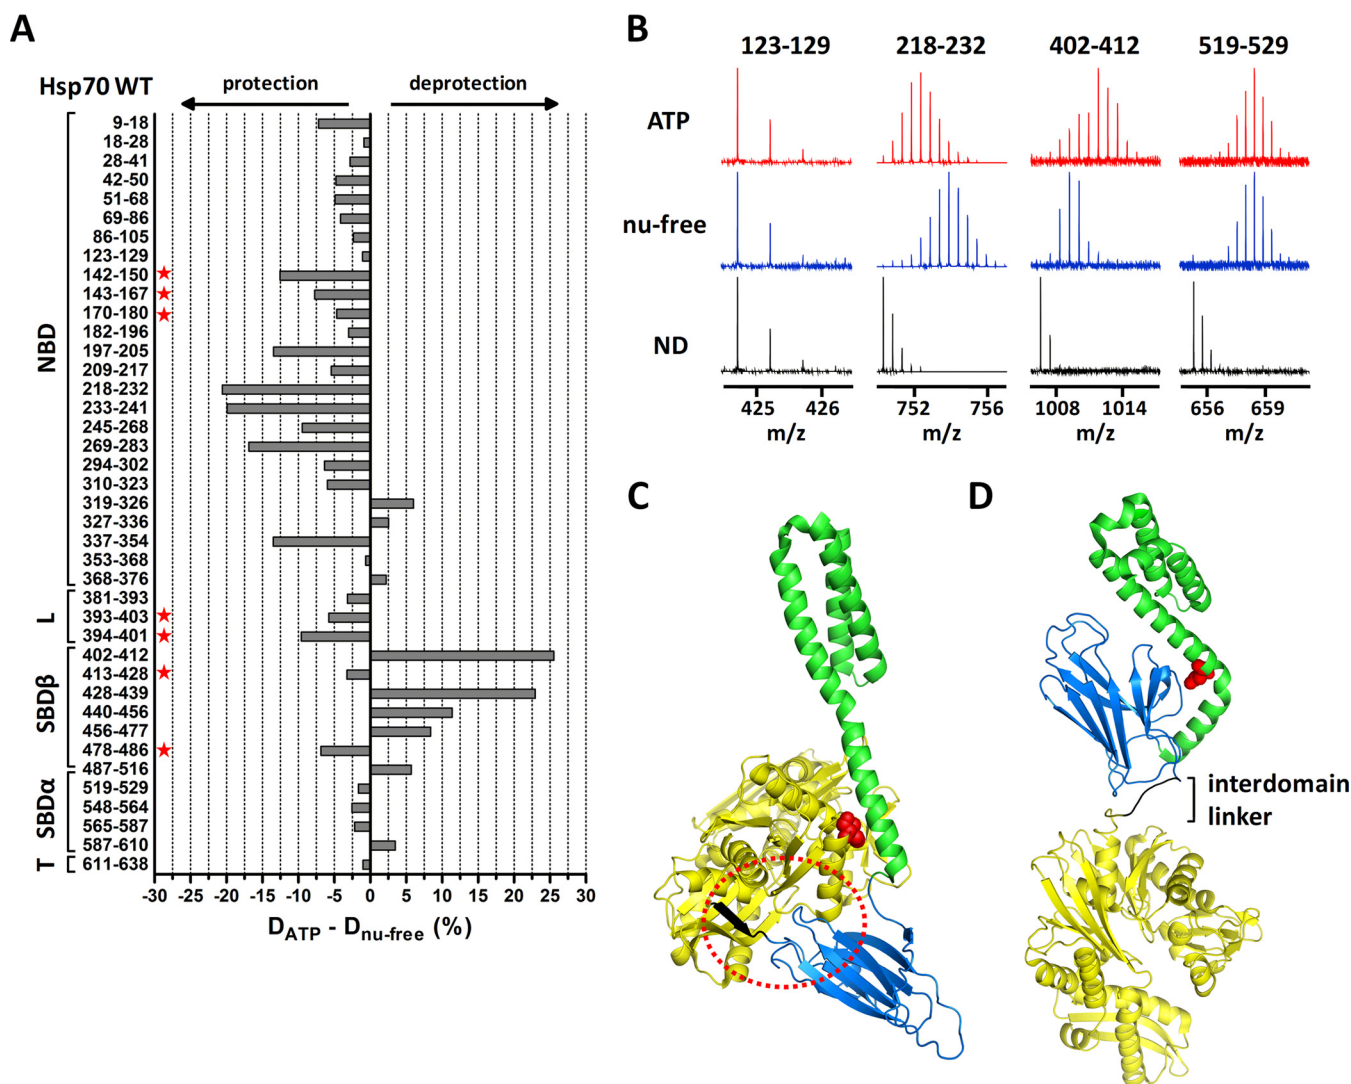 A
Hsp70 WT
protection
deprotection
NBD
9-18
18-28
28-41
42-50
51-68
69-86
86-105
123-129
142-150
143-167
170-180
182-196
197-205
209-217
218-232
233-241
245-268
269-283
294-302
310-323
319-326
327-336
337-354
353-368
368-376
L
381-393
393-403
394-401
SBDβ
402-412
413-428
428-439
440-456
456-477
478-486
487-516
SBDα
519-529
548-564
565-587
587-610
T
611-638
-30 -25 -20 -15 -10 -5 0 5 10 15 20 25 30
DATP - Dnu-free (%)
B
123-129 218-232 402-412 519-529
ATP
nu-free
ND
425 426 752 756 1008 1014 656 659
m/z m/z m/z m/z
C
D
interdomain
linker